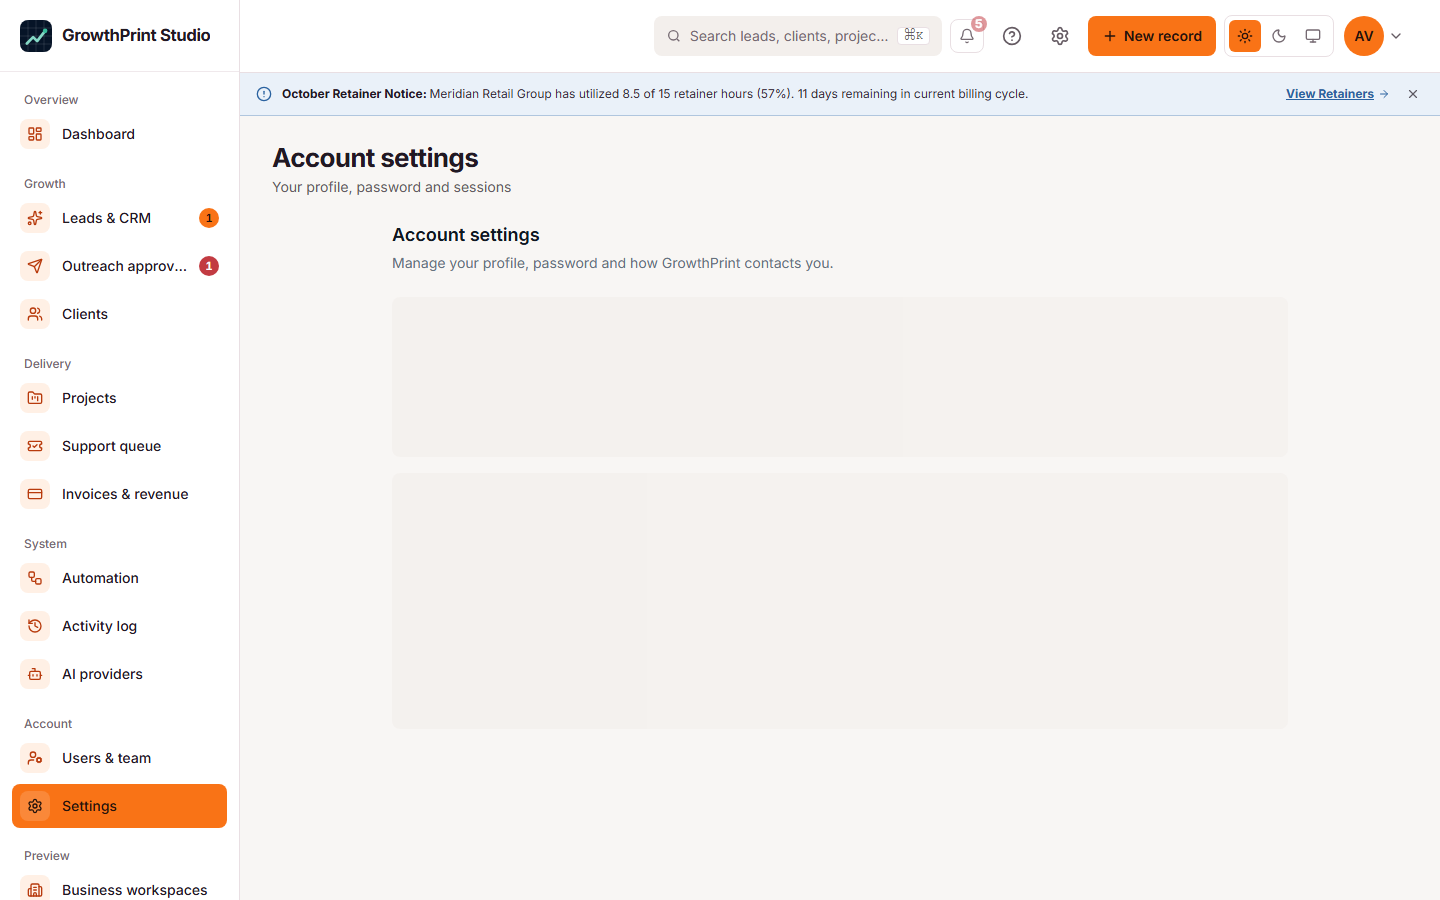 GrowthPrint Studio
Search leads, clients, projec... ⌘K
5
New record
AV
October Retainer Notice: Meridian Retail Group has utilized 8.5 of 15 retainer hours (57%). 11 days remaining in current billing cycle.
View Retainers →
Overview
Dashboard
Growth
Leads & CRM 1
Outreach approv... 1
Clients
Delivery
Projects
Support queue
Invoices & revenue
System
Automation
Activity log
AI providers
Account
Users & team
Settings
Preview
Business workspaces
Account settings
Your profile, password and sessions
Account settings
Manage your profile, password and how GrowthPrint contacts you.